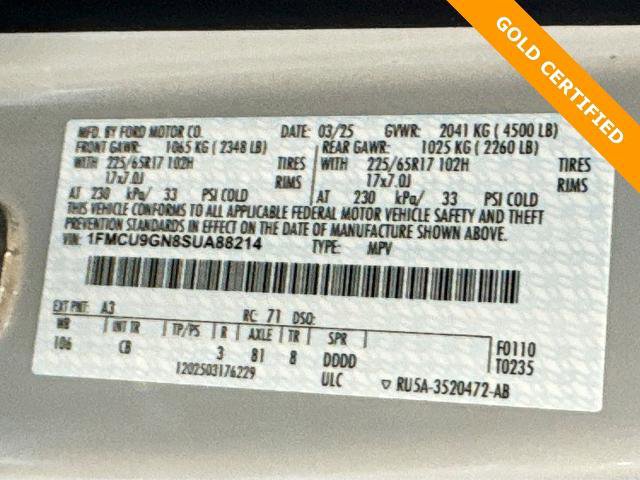 GOLD CERTIFIED
MFD. BY FORD MOTOR CO. DATE: 03/25 GVWR: 2041 KG ( 4500 LB)
FRONT GAWR: 1065 KG ( 2348 LB) REAR GAWR: 1025 KG ( 2260 LB)
WITH 225/65R17 102H TIRES WITH 225/65R17 102H TIRES
17x7.0J RIMS 17x7.0J RIMS
AT 230 kPa/ 33 PSI COLD AT 230 kPa/ 33 PSI COLD
THIS VEHICLE CONFORMS TO ALL APPLICABLE FEDERAL MOTOR VEHICLE SAFETY AND THEFT
PREVENTION STANDARDS IN EFFECT ON THE DATE OF MANUFACTURE SHOWN ABOVE.
VIN: 1FMCU9GN8SUA88214 TYPE: MPV
EXT PNT: A3 RC: 71 DSO:
WB INT TR TP/PS R AXLE TR SPR
106 CB 3 81 8 DDDD F0110
1202503176229 ULC T0235
▽ RU5A-3520472-AB